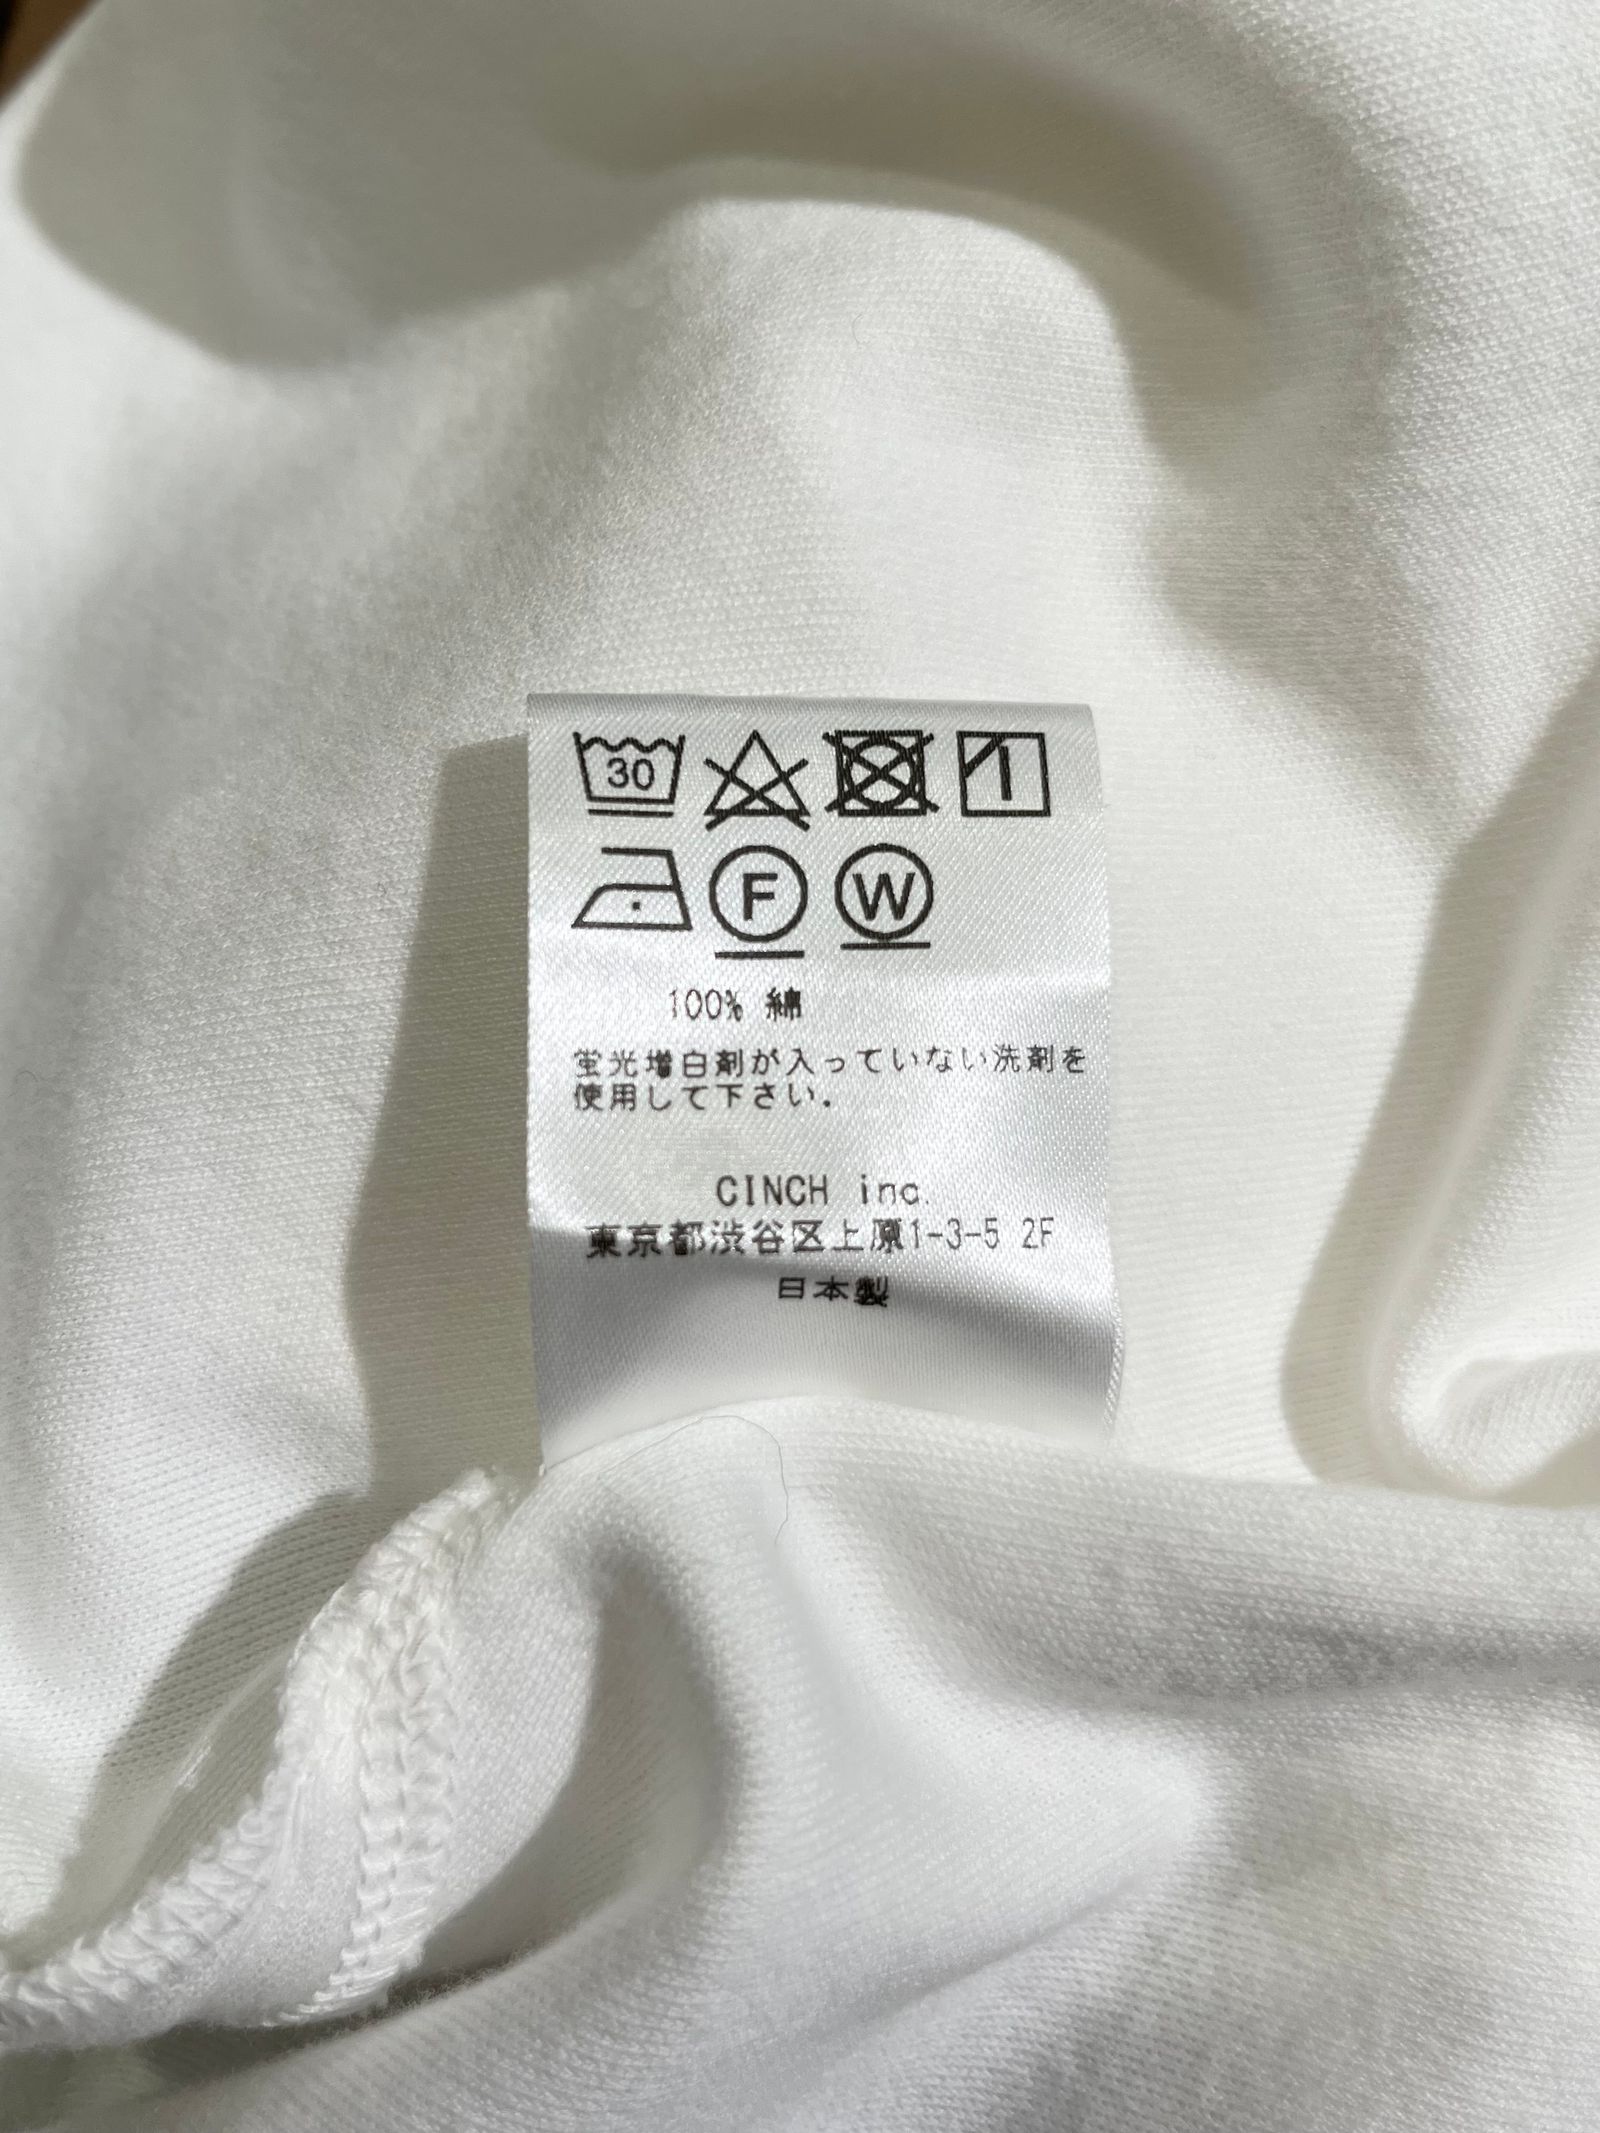 30
F W
100% 綿
蛍光増白剤が入っていない洗剤を
使用して下さい.
CINCH inc.
東京都渋谷区上原1-3-5 2F
日本製